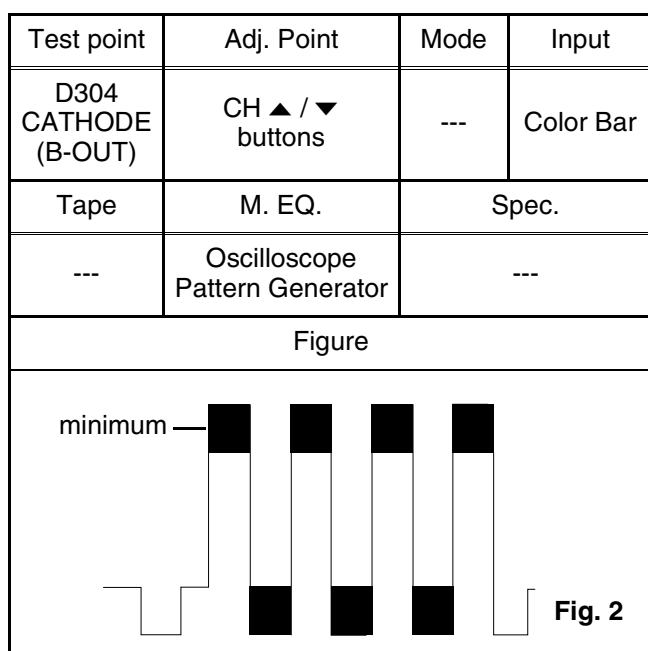 Test point Adj. Point Mode Input
D304 CATHODE (B-OUT) CH ▲ / ▼ buttons --- Color Bar
Tape M. EQ. Spec.
--- Oscilloscope Pattern Generator ---
Figure
minimum
Fig. 2